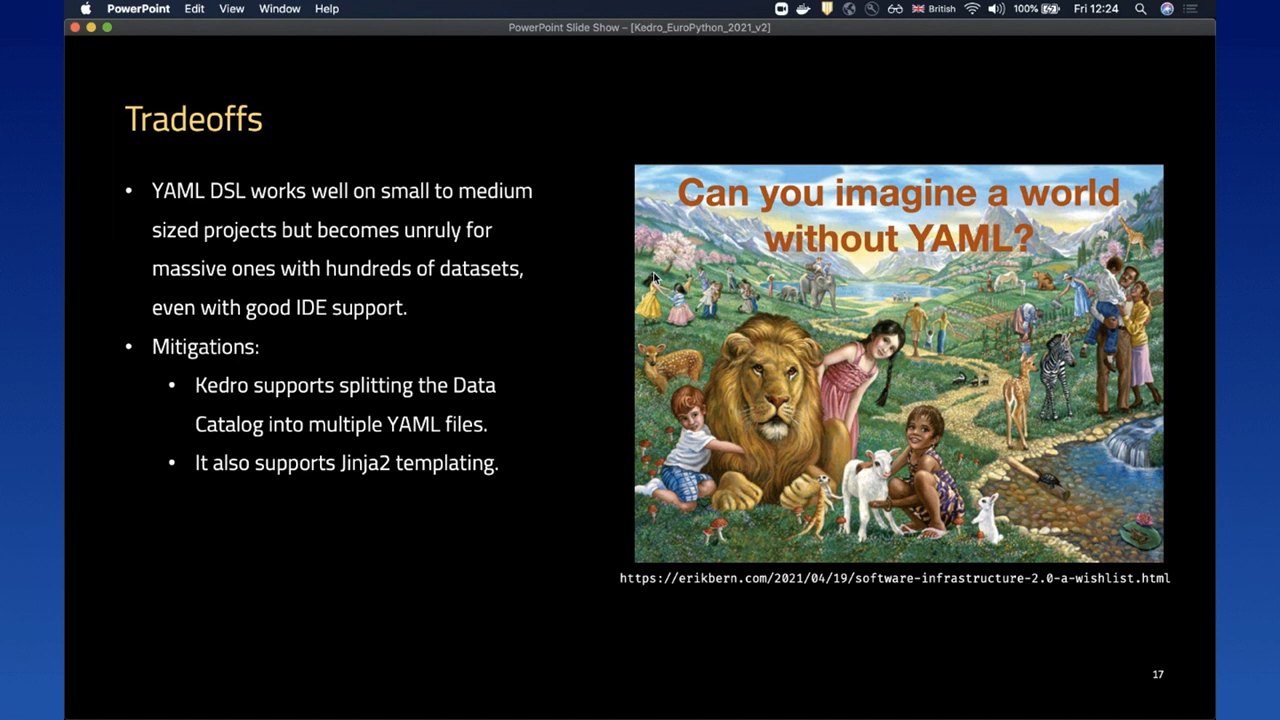 PowerPoint Edit View Window Help British 100% Fri 12:24
PowerPoint Slide Show – [Kedro_EuroPython_2021_v2]
Tradeoffs
• YAML DSL works well on small to medium
sized projects but becomes unruly for
massive ones with hundreds of datasets,
even with good IDE support.
• Mitigations:
• Kedro supports splitting the Data
Catalog into multiple YAML files.
• It also supports Jinja2 templating.
Can you imagine a world
without YAML?
https://erikbern.com/2021/04/19/software-infrastructure-2.0-a-wishlist.html
17